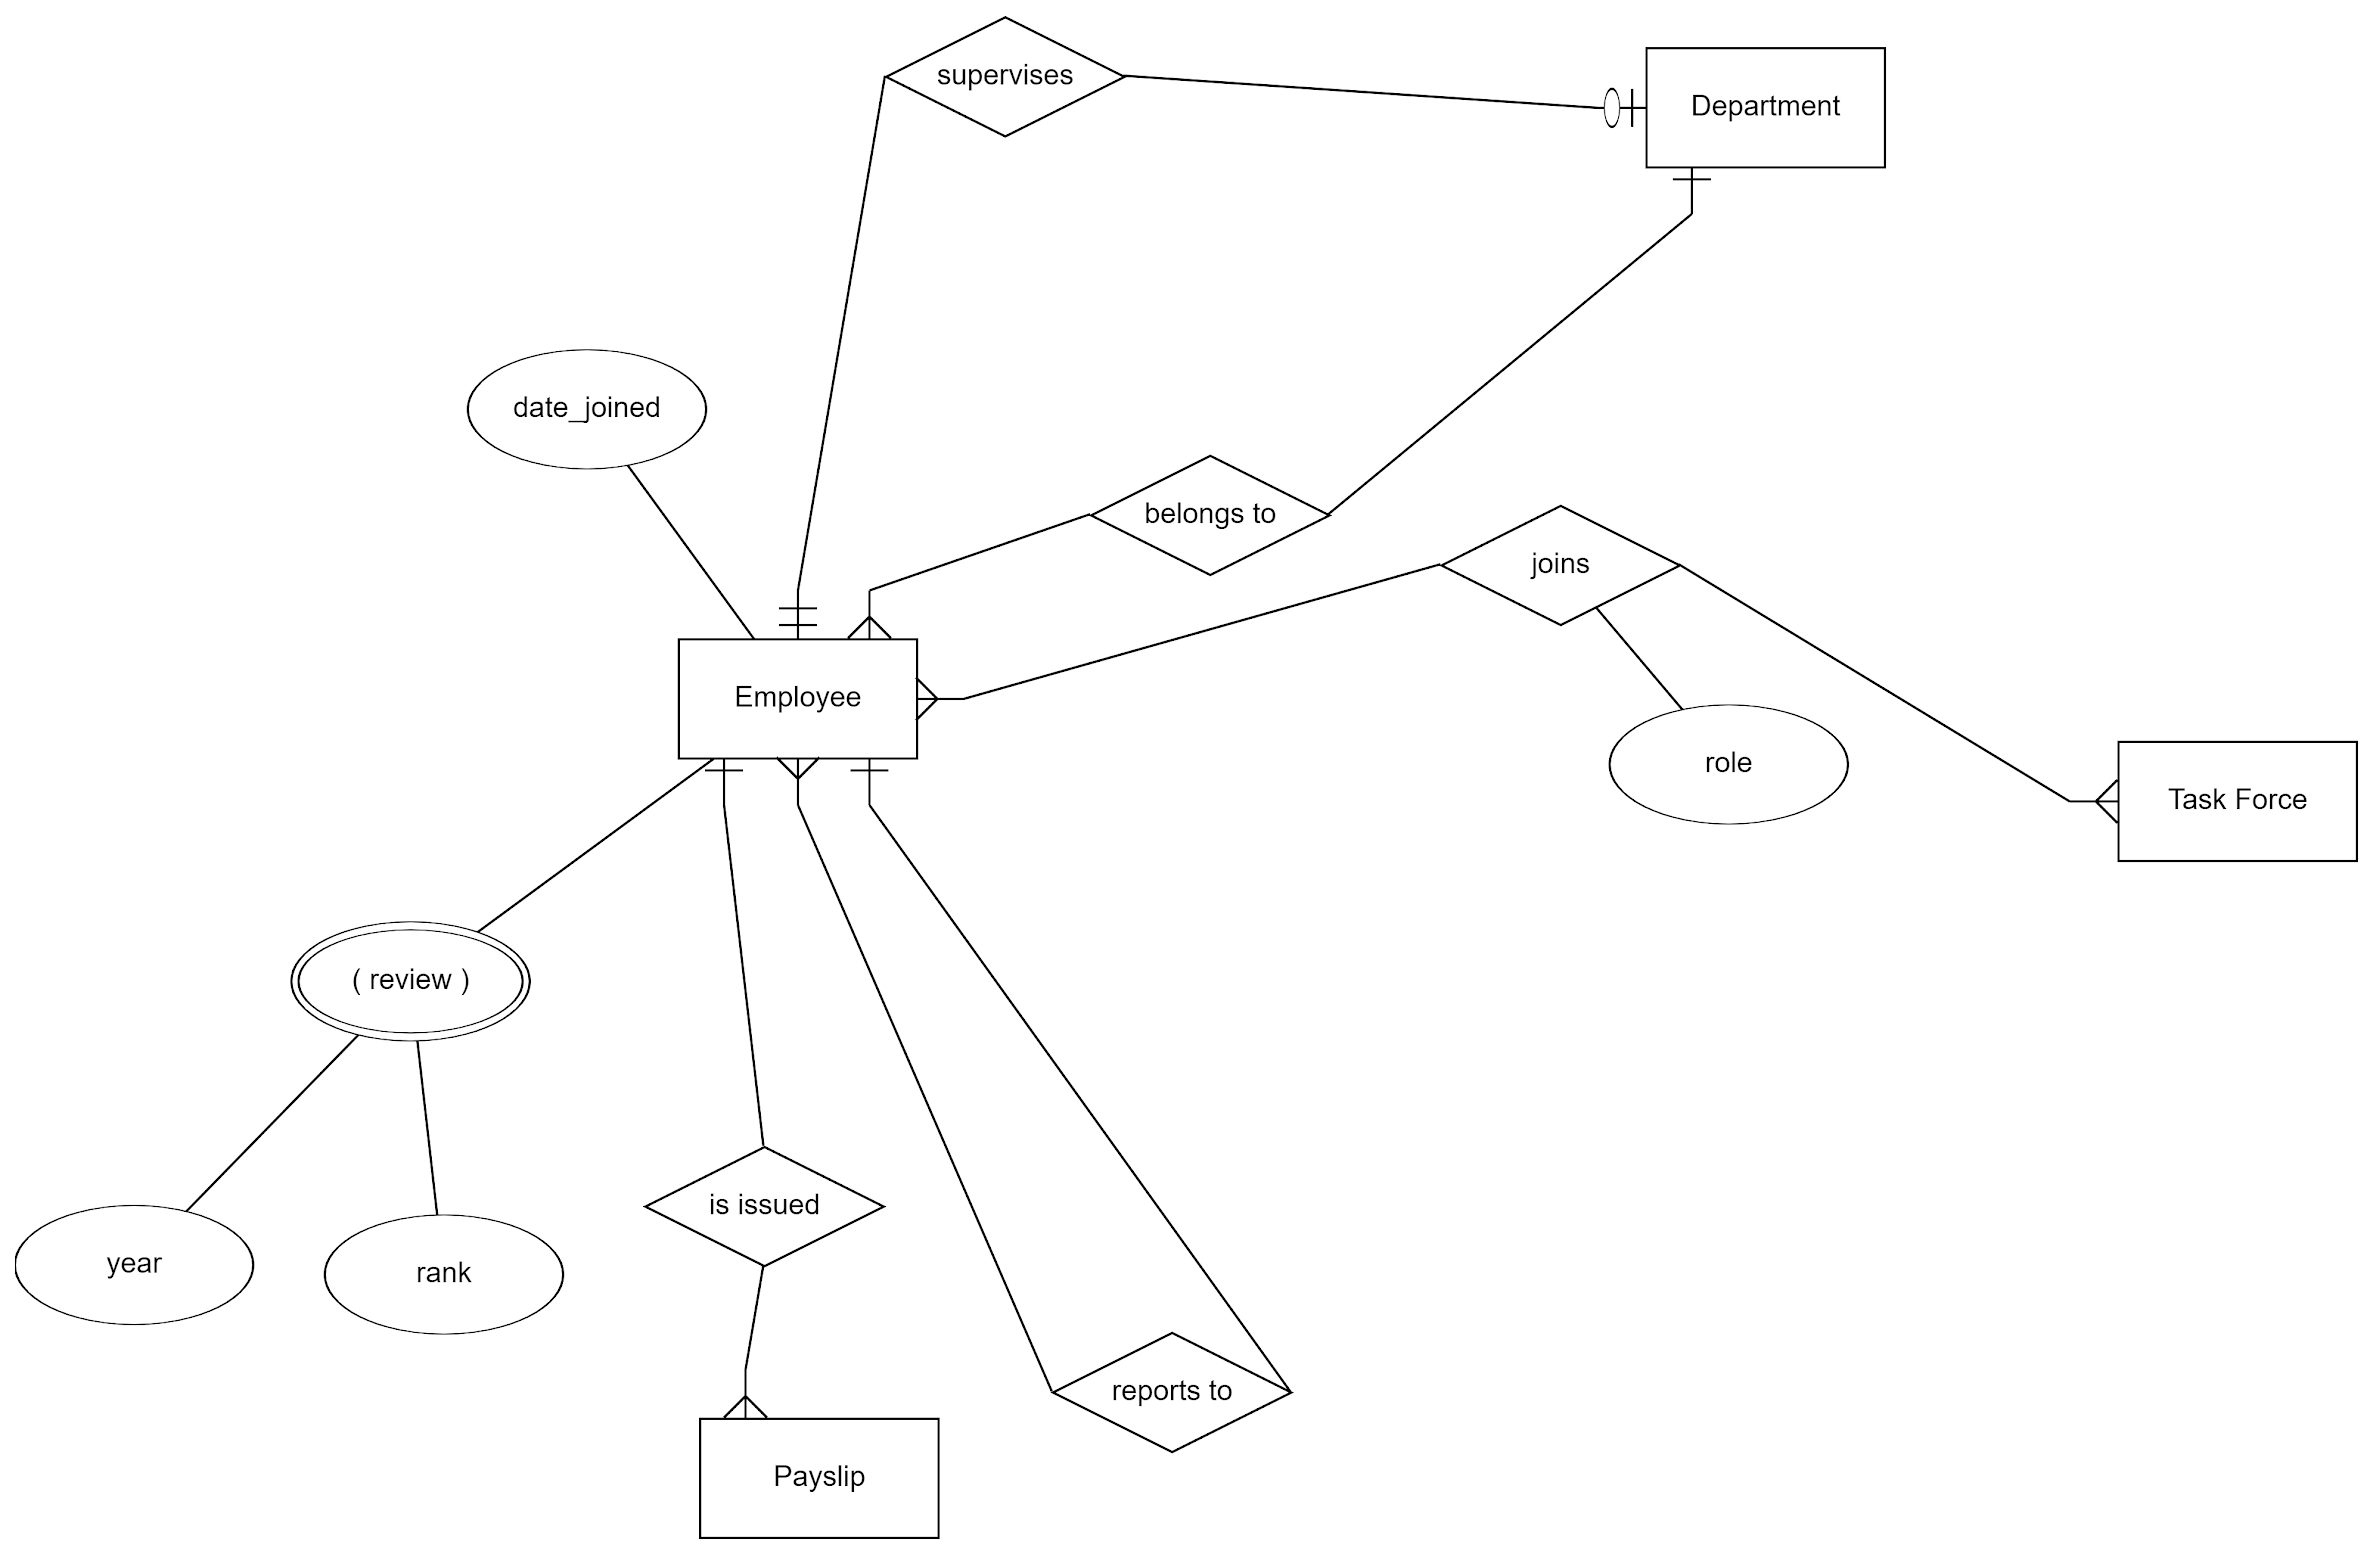 supervises
Department
date_joined
belongs to
joins
Employee
role
Task Force
( review )
is issued
year
rank
reports to
Payslip